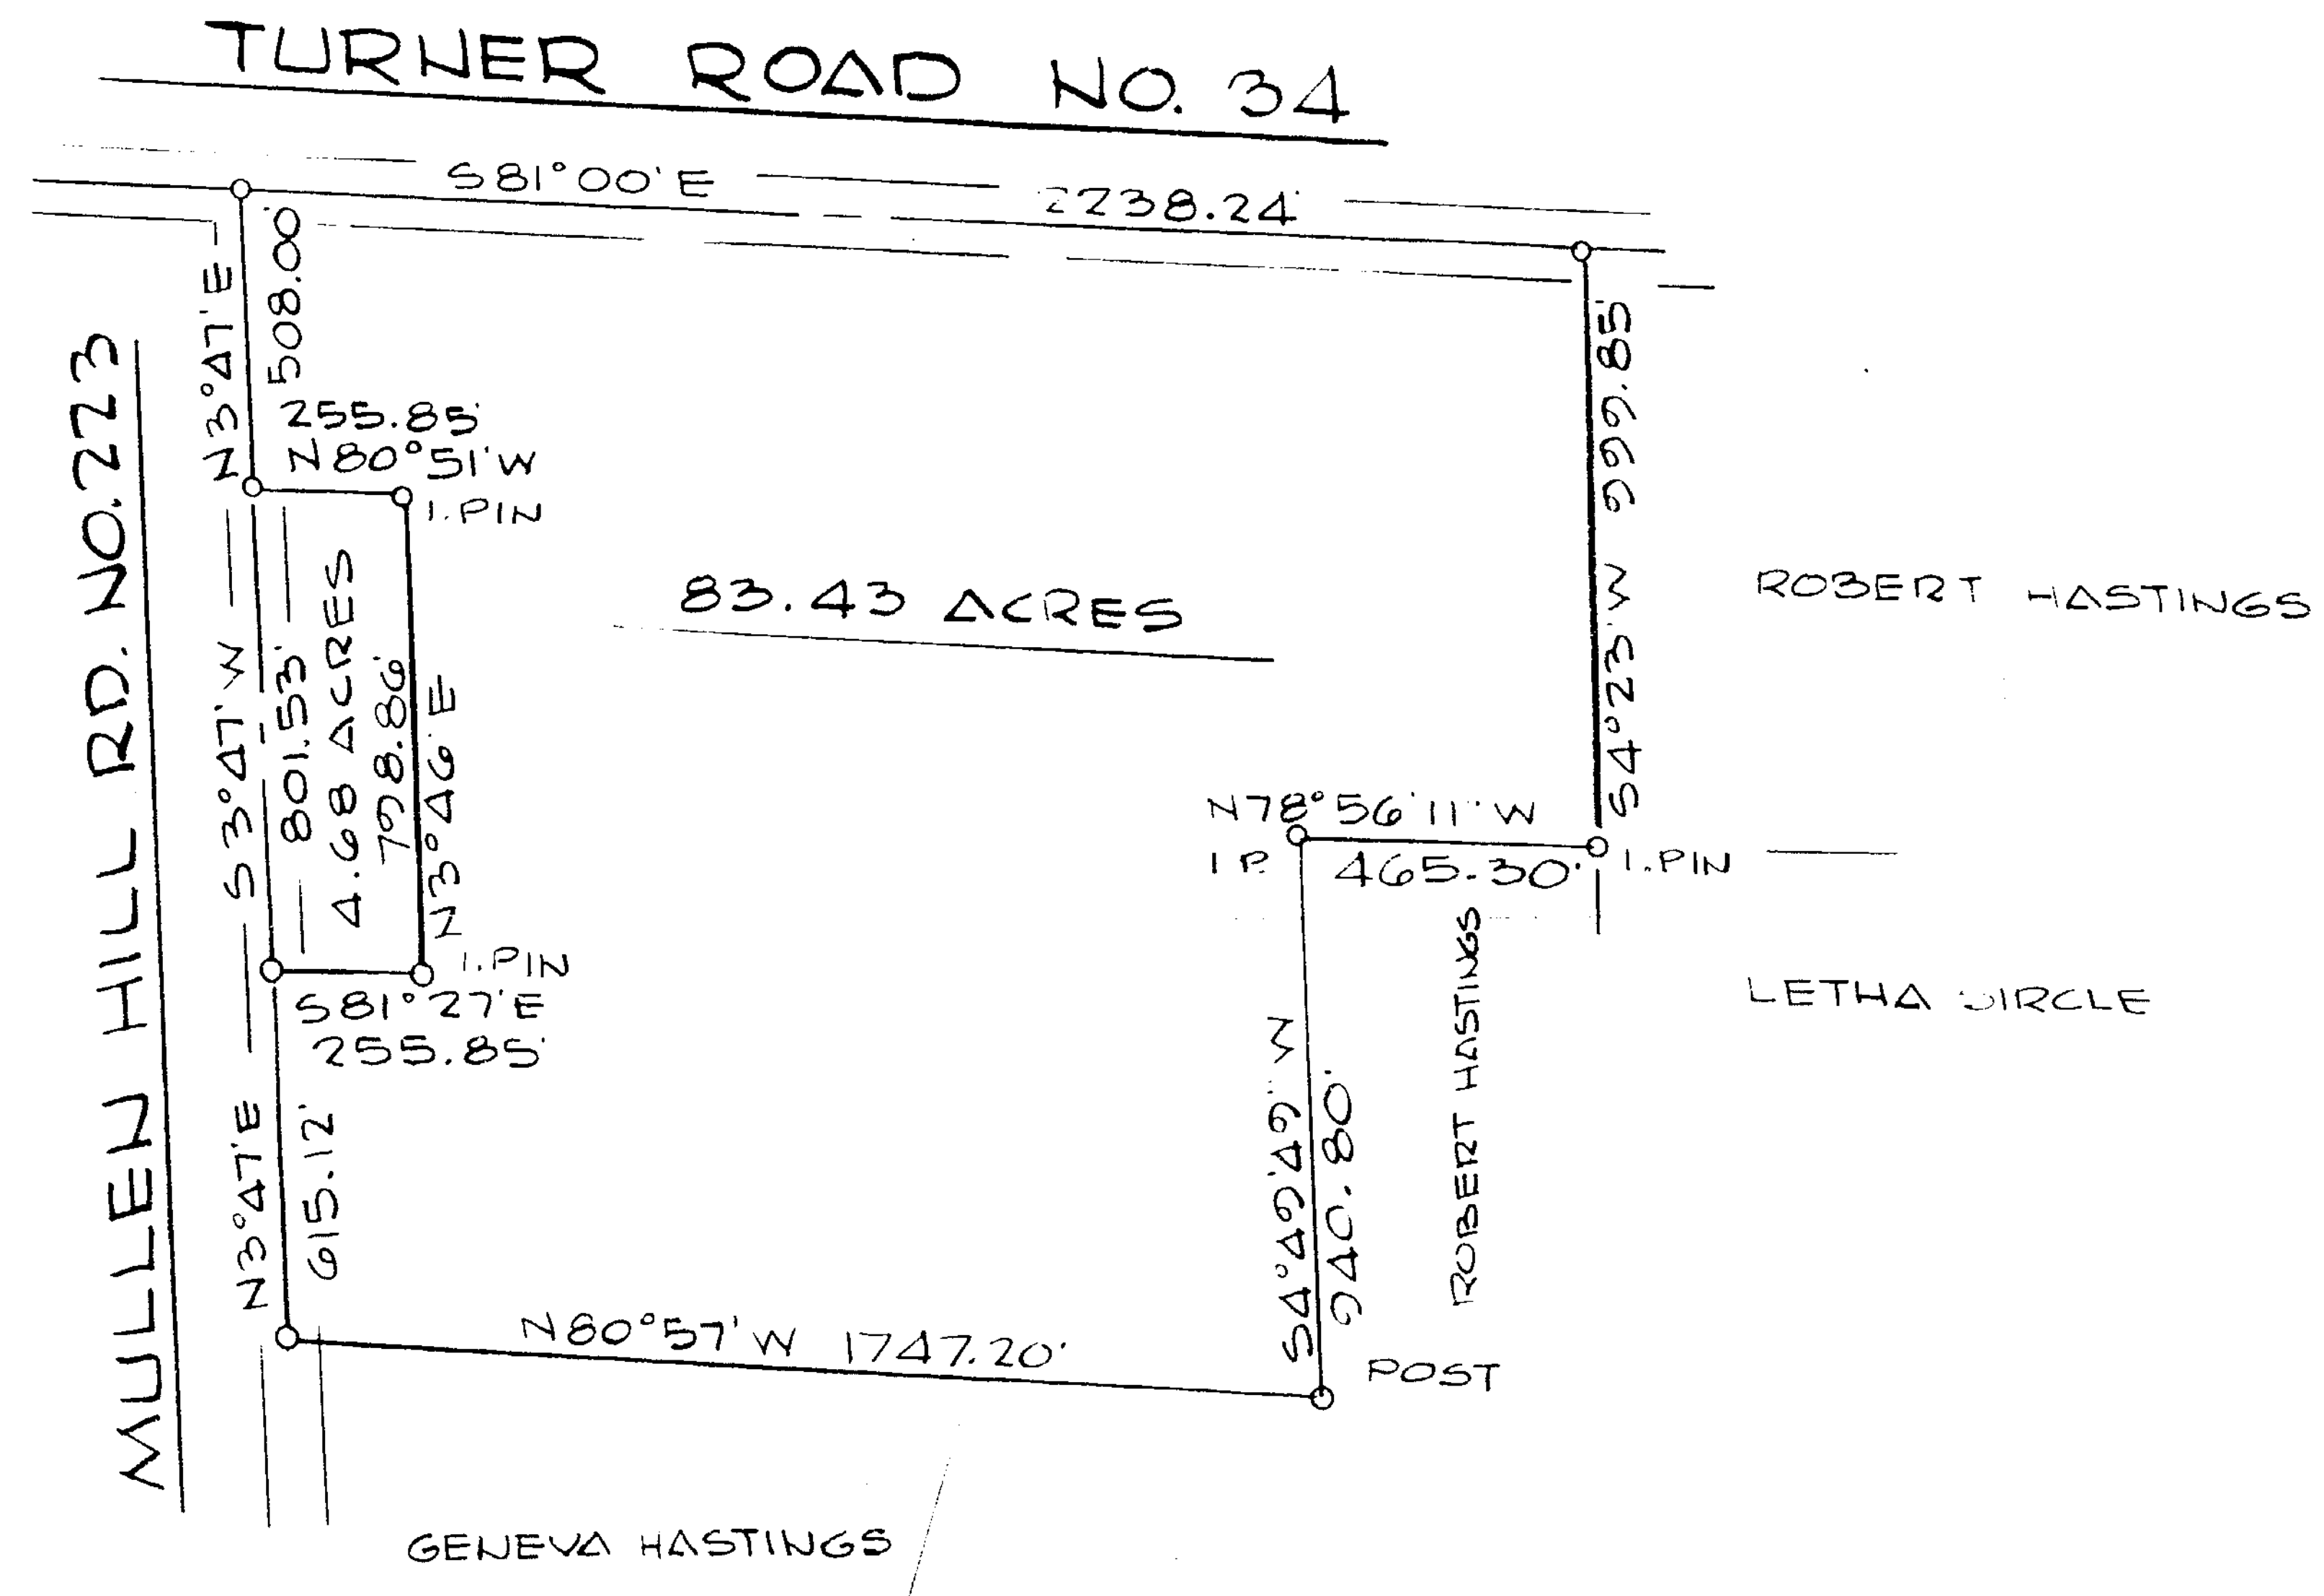 TURNER ROAD NO. 34
S81°00'E 2238.24'
N3°47'E
508.00
255.85'
N80°51'W
I.PIN
MULLEN HILL RD. NO.223
S3°47'W
801.53'
4.68 ACRES
798.86'
N3°46'E
83.43 ACRES
S4°23'W 999.85'
ROBERT HASTINGS
N78°56'11"W
I.P.
465.30'
I.PIN
I.PIN
S81°27'E
255.85'
LETHA CIRCLE
ROBERT HASTINGS
S4°49'49"W
940.80'
N3°47'E
615.12'
N80°57'W 1747.20'
POST
GENEVA HASTINGS